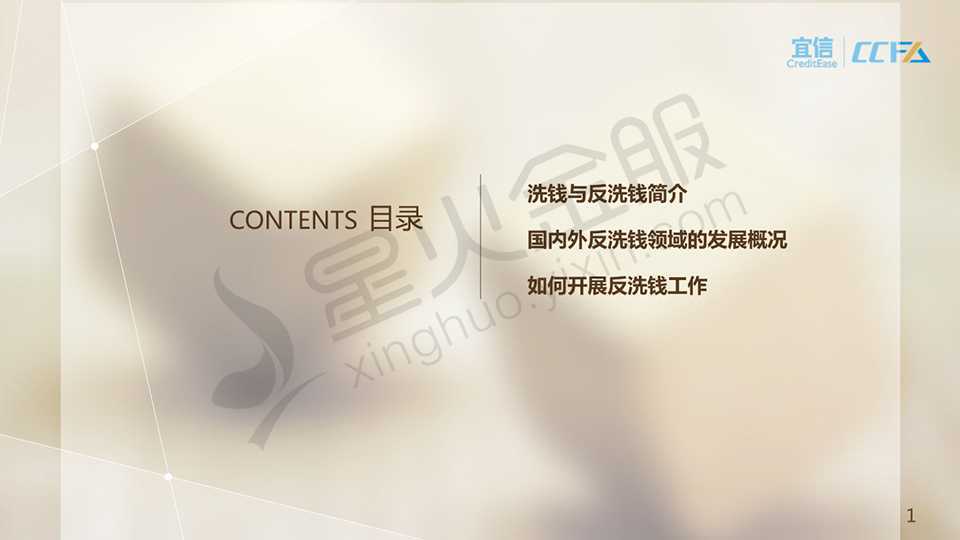 宜信
CreditEase
CCFA
CONTENTS 目录
洗钱与反洗钱简介
国内外反洗钱领域的发展概况
如何开展反洗钱工作
星火金服
xinghuo.yixin.com
1